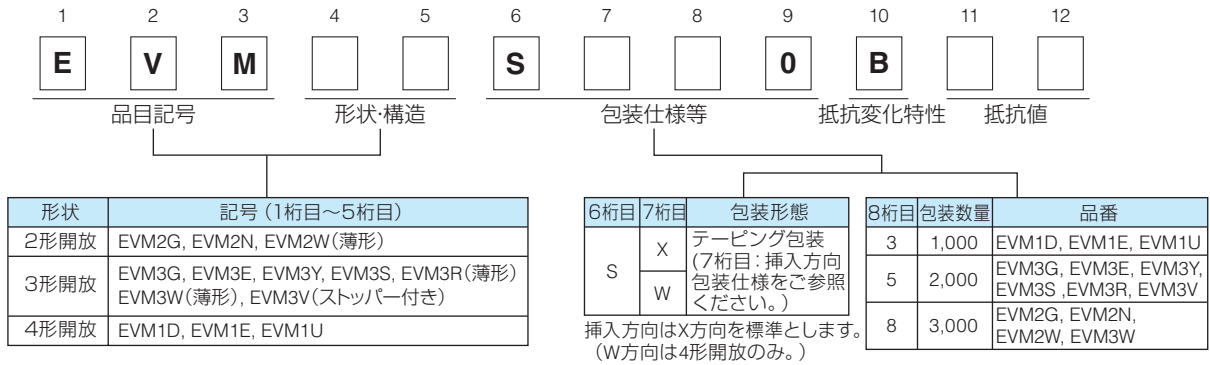 1 2 3 4 5 6 7 8 9 10 11 12
E V M S 0 B
品目記号 形状・構造 包装仕様等 抵抗変化特性 抵抗値
形状 記号（1桁目～5桁目）
2形開放 EVM2G, EVM2N, EVM2W（薄形）
3形開放 EVM3G, EVM3E, EVM3Y, EVM3S, EVM3R（薄形）
EVM3W（薄形）, EVM3V（ストッパー付き）
4形開放 EVM1D, EVM1E, EVM1U
6桁目 7桁目 包装形態
S X W テーピング包装
(7桁目：挿入方向
包装仕様をご参照
ください。)
挿入方向はX方向を標準とします。
（W方向は4形開放のみ。）
8桁目 包装数量 品番
3 1,000 EVM1D, EVM1E, EVM1U
5 2,000 EVM3G, EVM3E, EVM3Y,
EVM3S ,EVM3R, EVM3V
8 3,000 EVM2G, EVM2N,
EVM2W, EVM3W